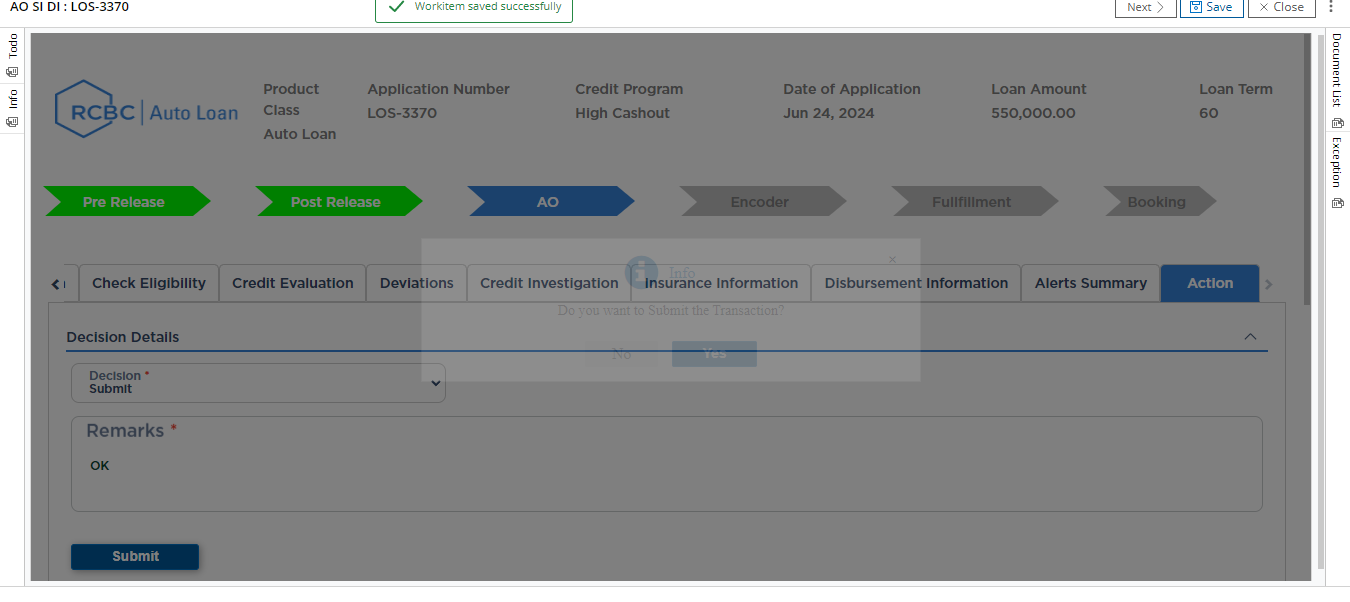 AO SI DI : LOS-3370
Workitem saved successfully
Next
Save
Close
Todo
Info
Document List
Exception
RCBC | Auto Loan
Product Class
Auto Loan
Application Number
LOS-3370
Credit Program
High Cashout
Date of Application
Jun 24, 2024
Loan Amount
550,000.00
Loan Term
60
Pre Release
Post Release
AO
Encoder
Fullfillment
Booking
Check Eligibility
Credit Evaluation
Deviations
Credit Investigation
Insurance Information
Disbursement Information
Alerts Summary
Action
Info
Do you want to Submit the Transaction?
No
Yes
Decision Details
Decision *
Submit
Remarks *
OK
Submit